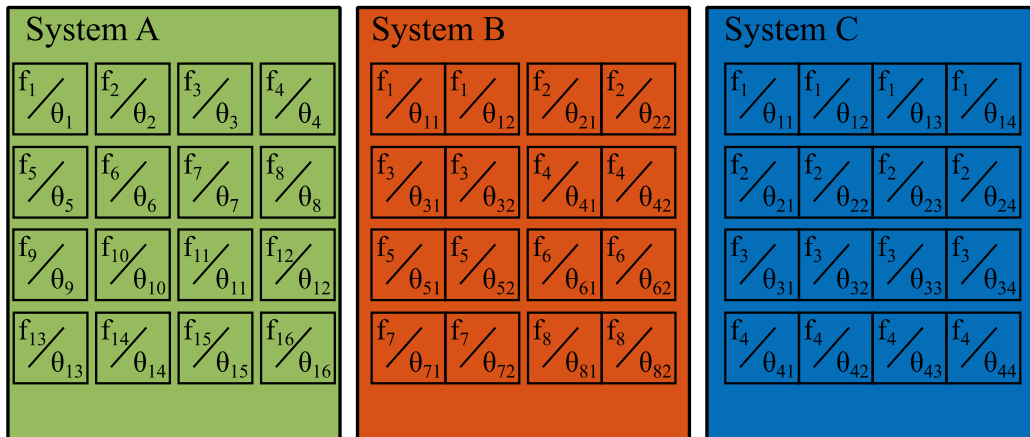 System A
f₁/θ₁ f₂/θ₂ f₃/θ₃ f₄/θ₄
f₅/θ₅ f₆/θ₆ f₇/θ₇ f₈/θ₈
f₉/θ₉ f₁₀/θ₁₀ f₁₁/θ₁₁ f₁₂/θ₁₂
f₁₃/θ₁₃ f₁₄/θ₁₄ f₁₅/θ₁₅ f₁₆/θ₁₆
System B
f₁/θ₁₁ f₁/θ₁₂ f₂/θ₂₁ f₂/θ₂₂
f₃/θ₃₁ f₃/θ₃₂ f₄/θ₄₁ f₄/θ₄₂
f₅/θ₅₁ f₅/θ₅₂ f₆/θ₆₁ f₆/θ₆₂
f₇/θ₇₁ f₇/θ₇₂ f₈/θ₈₁ f₈/θ₈₂
System C
f₁/θ₁₁ f₁/θ₁₂ f₁/θ₁₃ f₁/θ₁₄
f₂/θ₂₁ f₂/θ₂₂ f₂/θ₂₃ f₂/θ₂₄
f₃/θ₃₁ f₃/θ₃₂ f₃/θ₃₃ f₃/θ₃₄
f₄/θ₄₁ f₄/θ₄₂ f₄/θ₄₃ f₄/θ₄₄